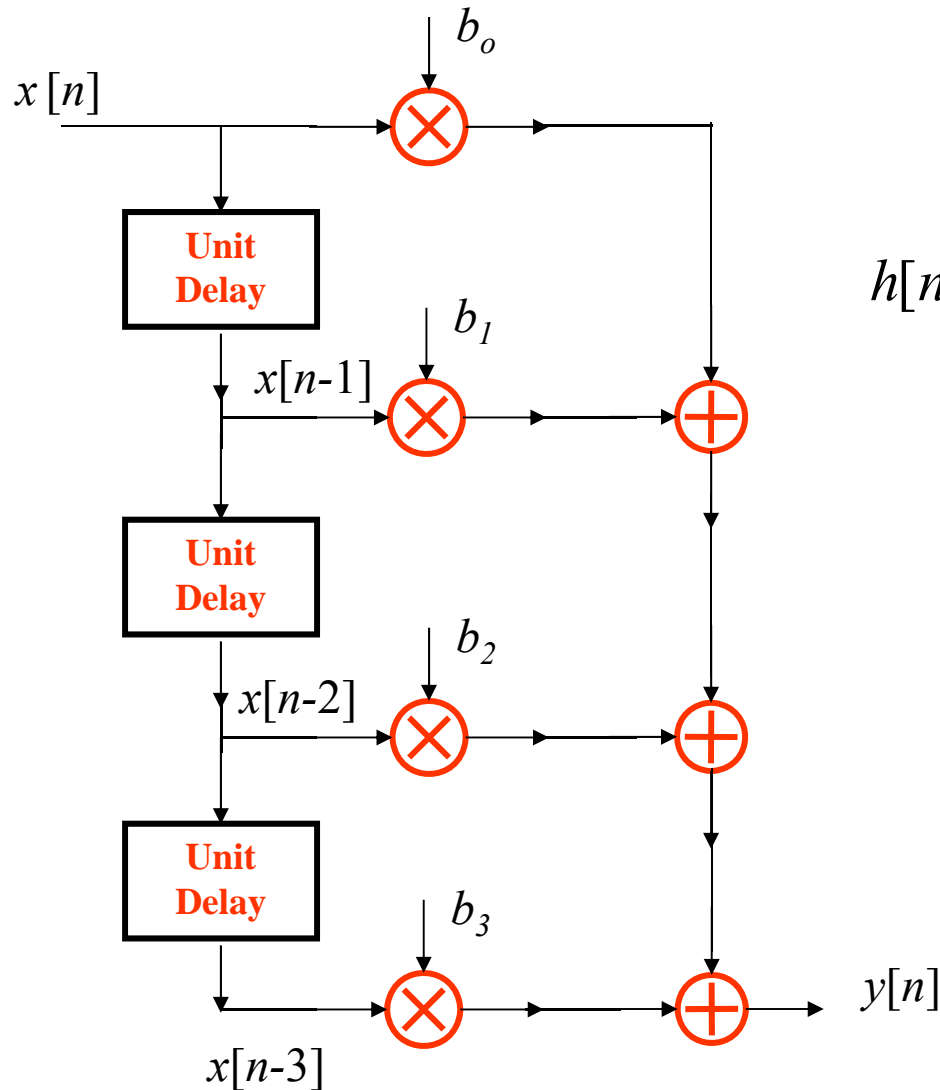 b_o
x[n]
Unit
Delay
h[n
b_1
x[n-1]
Unit
Delay
b_2
x[n-2]
Unit
Delay
b_3
y[n]
x[n-3]